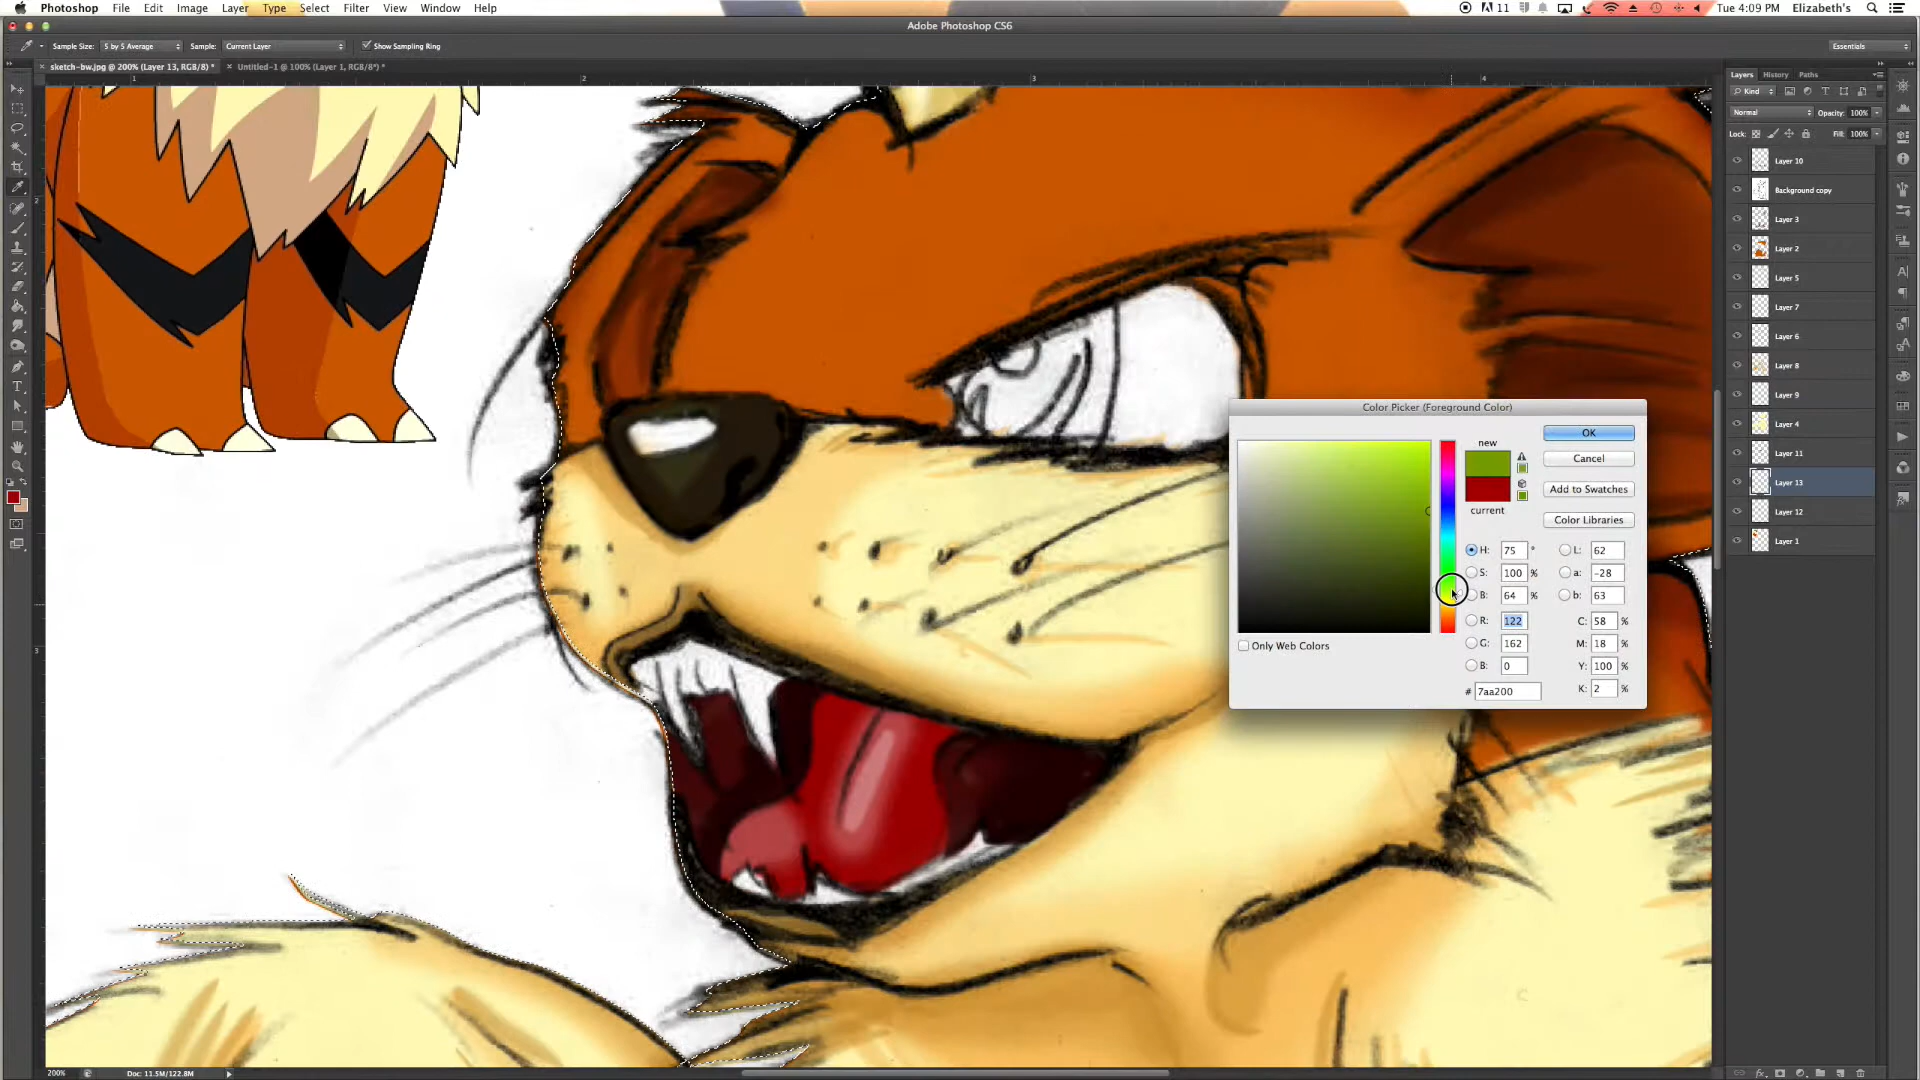 Photoshop File Edit Image Layer Type Select Filter View Window Help
11 Tue 4:09 PM Elizabeth's
Adobe Photoshop CS6
Sample Size: 5 by 5 Average Sample: Current Layer Show Sampling Ring Essentials
sketch-bw.jpg @ 200% (Layer 13, RGB/8) * Untitled-1 @ 100% (Layer 1, RGB/8*) *
Layers History Paths
1 2 3 4
Kind
Normal Opacity: 100%
Lock: Fill: 100%
Layer 10
Background copy
Layer 3
Layer 2
Layer 5
Layer 7
Layer 6
Layer 8
Layer 9
Layer 4
Layer 11
Layer 13
Layer 12
Layer 1
Color Picker (Foreground Color)
new
current
OK
Cancel
Add to Swatches
Color Libraries
H: 75 ° L: 62
S: 100 % a: -28
B: 64 % b: 63
R: 122 C: 58 %
G: 162 M: 18 %
B: 0 Y: 100 %
# 7aa200 K: 2 %
Only Web Colors
200% Doc: 11.5M/122.8M